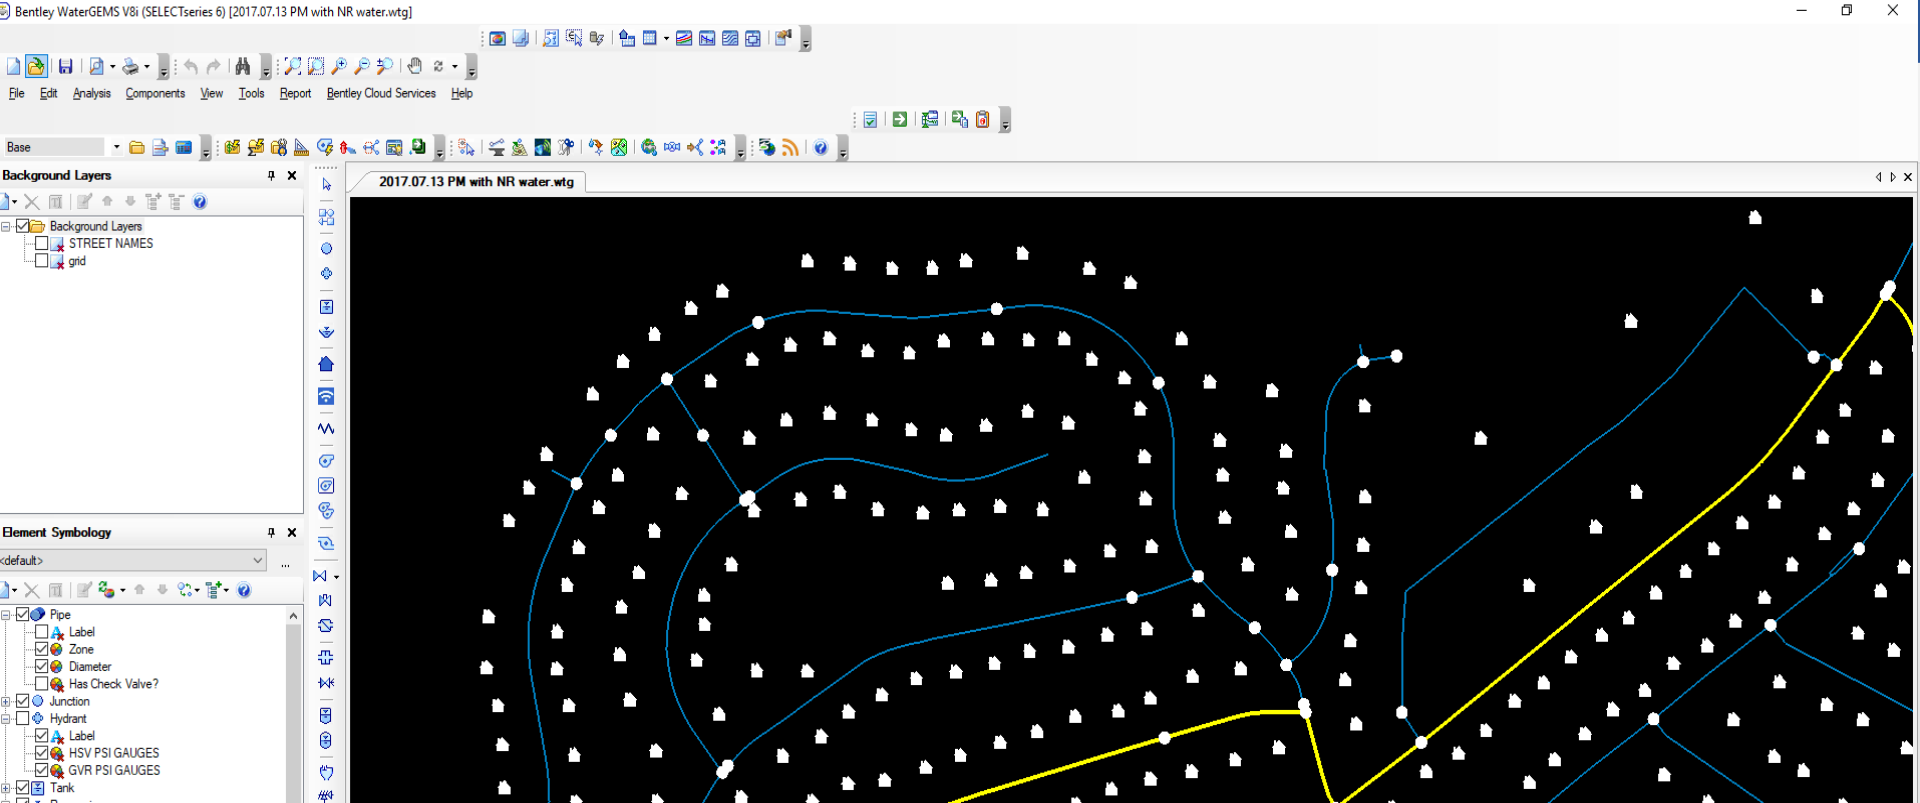 Bentley WaterGEMS V8i (SELECTseries 6) [2017.07.13 PM with NR water.wtg]
File Edit Analysis Components View Tools Report Bentley Cloud Services Help
Base
Background Layers
2017.07.13 PM with NR water.wtg
Background Layers
STREET NAMES
grid
Element Symbology
<default>
...
Pipe
Label
Zone
Diameter
Has Check Valve?
Junction
Hydrant
Label
HSV PSI GAUGES
GVR PSI GAUGES
Tank